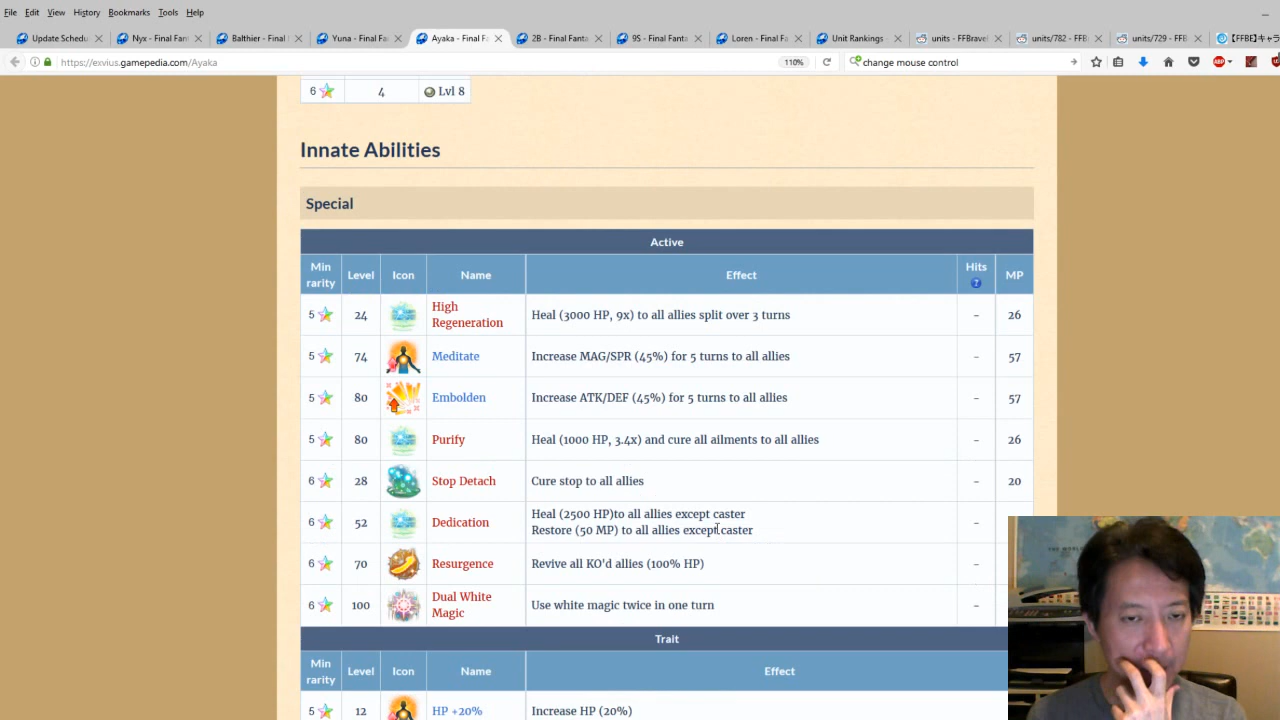 File Edit View History Bookmarks Tools Help
Update Schedu Nyx - Final Fan Balthier - Final Yuna - Final Fa Ayaka - Final F 2B - Final Fanta 9S - Final Fanta Loren - Final Fa Unit Rankings - units - FFBravel units/782 - FFB units/729 - FFB 【FFBE】キャラ
https://exvius.gamepedia.com/Ayaka 110% change mouse control ABP
6 4 Lvl 8
Innate Abilities
Special
Active
Min rarity Level Icon Name Effect Hits ? MP
5 24 High Regeneration Heal (3000 HP, 9x) to all allies split over 3 turns - 26
5 74 Meditate Increase MAG/SPR (45%) for 5 turns to all allies - 57
5 80 Embolden Increase ATK/DEF (45%) for 5 turns to all allies - 57
5 80 Purify Heal (1000 HP, 3.4x) and cure all ailments to all allies - 26
6 28 Stop Detach Cure stop to all allies - 20
6 52 Dedication Heal (2500 HP)to all allies except caster
Restore (50 MP) to all allies except caster -
6 70 Resurgence Revive all KO'd allies (100% HP) -
6 100 Dual White Magic Use white magic twice in one turn -
Trait
Min rarity Level Icon Name Effect
5 12 HP +20% Increase HP (20%)
THE WORLD